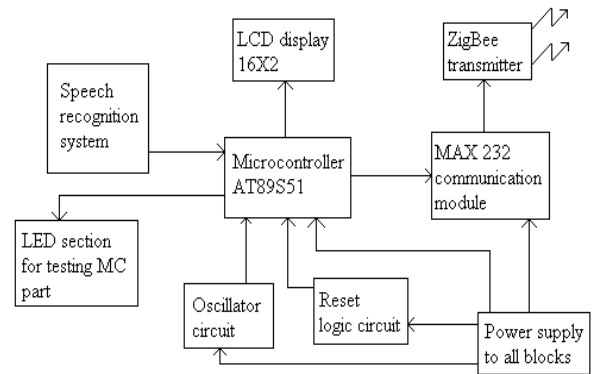 LCD display
16X2
ZigBee
transmitter
Speech
recognition
system
Microcontroller
AT89S51
MAX 232
communication
module
LED section
for testing MC
part
Oscillator
circuit
Reset
logic circuit
Power supply
to all blocks